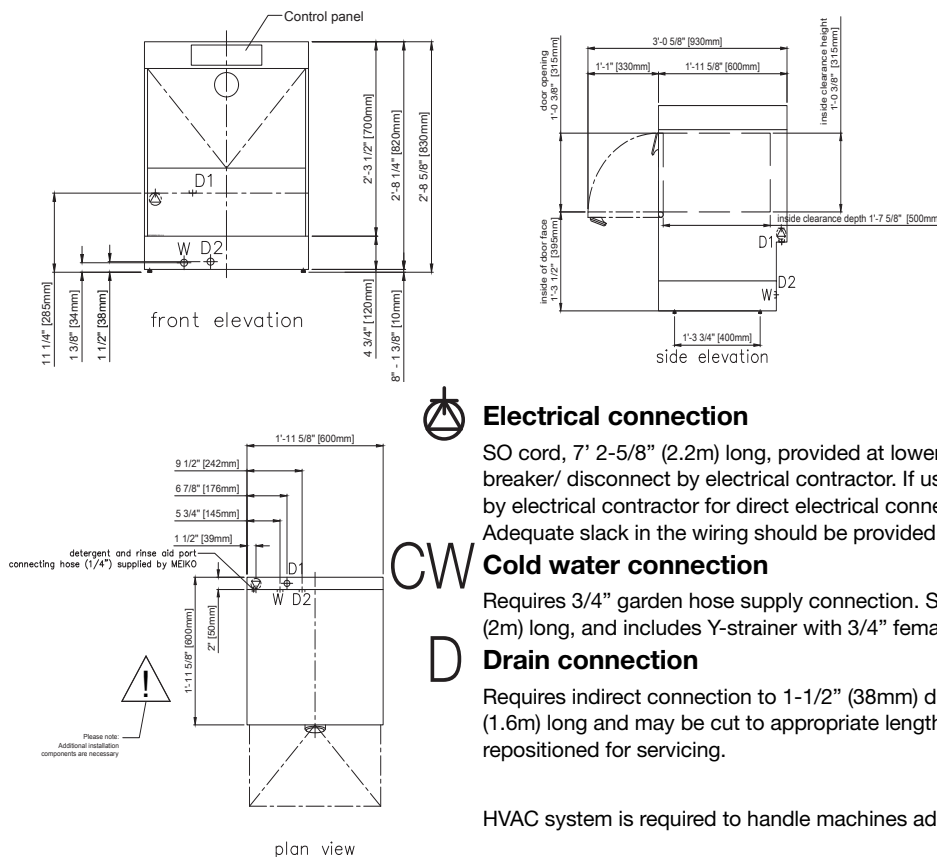 Control panel
D1
W D2
front elevation
2'-3 1/2" [700mm]
2'-8 1/4" [820mm]
2'-8 5/8" [830mm]
11 1/4" [285mm]
1 3/8" [34mm]
1 1/2" [38mm]
4 3/4" [120mm]
8" - 1 3/8" [10mm]
3'-0 5/8" [930mm]
1'-1" [330mm]
1'-11 5/8" [600mm]
door opening
1'-0 3/8" [315mm]
inside clearance height
1'-0 3/8" [315mm]
inside clearance depth 1'-7 5/8" [500mm
inside of door face
1'-3 1/2" [395mm]
D1
D2
W
1'-3 3/4" [400mm]
side elevation
1'-11 5/8" [600mm]
9 1/2" [242mm]
6 7/8" [176mm]
5 3/4" [145mm]
1 1/2" [39mm]
detergent and rinse aid port
connecting hose (1/4") supplied by MEIKO
D1
W D2
2" [50mm]
1'-11 5/8" [600mm]
!
Please note:
Additional installation
components are necessary
plan view
Electrical connection
SO cord, 7’ 2-5/8” (2.2m) long, provided at lower
breaker/ disconnect by electrical contractor. If us
by electrical contractor for direct electrical conne
Adequate slack in the wiring should be provided
CW Cold water connection
Requires 3/4” garden hose supply connection. S
(2m) long, and includes Y-strainer with 3/4” fema
D Drain connection
Requires indirect connection to 1-1/2” (38mm) d
(1.6m) long and may be cut to appropriate length
repositioned for servicing.
HVAC system is required to handle machines ad